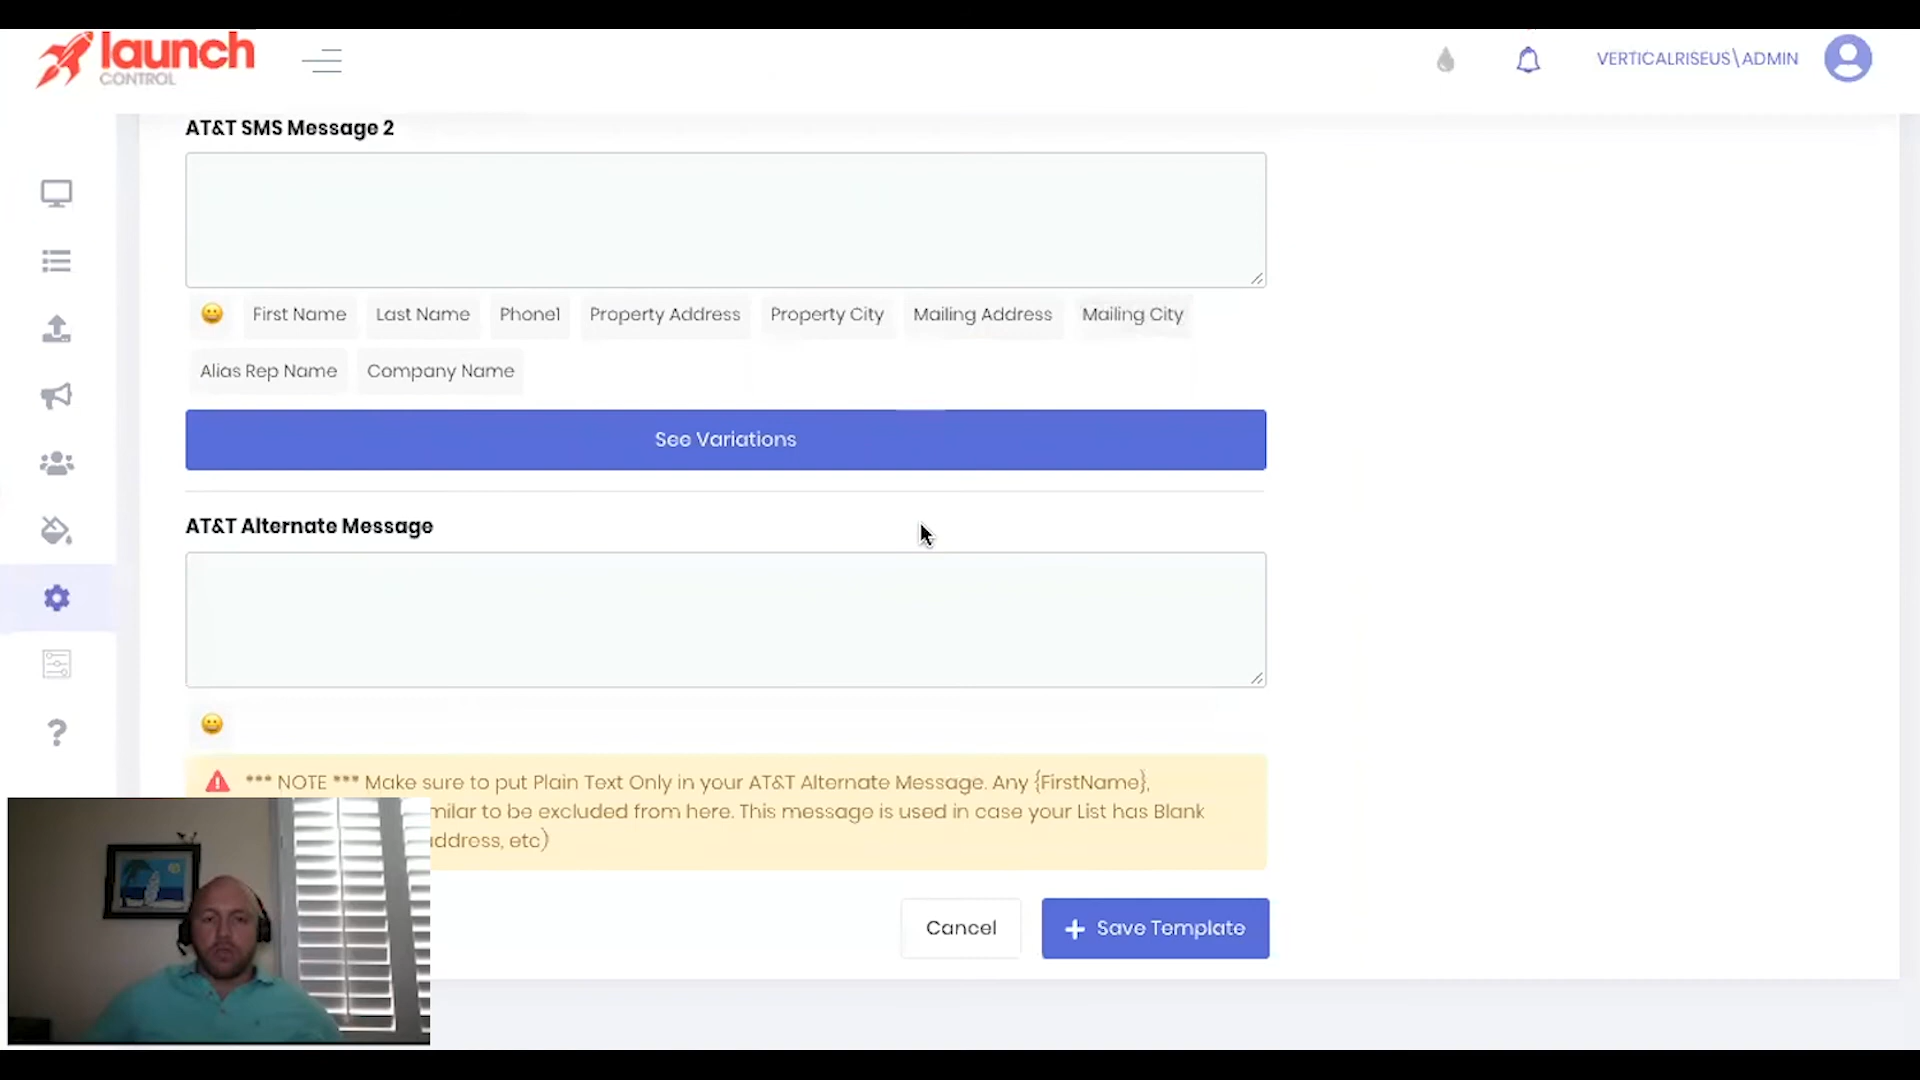 launch
CONTROL
VERTICALRISEUS\ADMIN
AT&T SMS Message 2
First Name
Last Name
Phone1
Property Address
Property City
Mailing Address
Mailing City
Alias Rep Name
Company Name
See Variations
AT&T Alternate Message
*** NOTE *** Make sure to put Plain Text Only in your AT&T Alternate Message. Any {FirstName},
to be excluded from here. This message is used in case your List has Blank
etc)
Cancel
+ Save Template
?